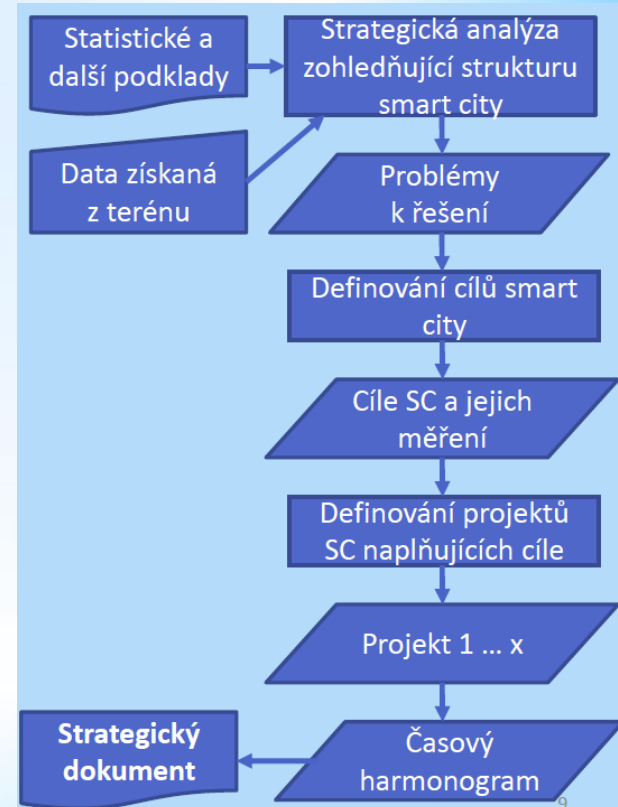 Statistické a
další podklady
Strategická analýza
zohledňující strukturu
smart city
Data získaná
z terénu
Problémy
k řešení
Definování cílů smart
city
Cíle SC a jejich
měření
Definování projektů
SC naplňujících cíle
Projekt 1 ... x
Strategický
dokument
Časový
harmonogram
9